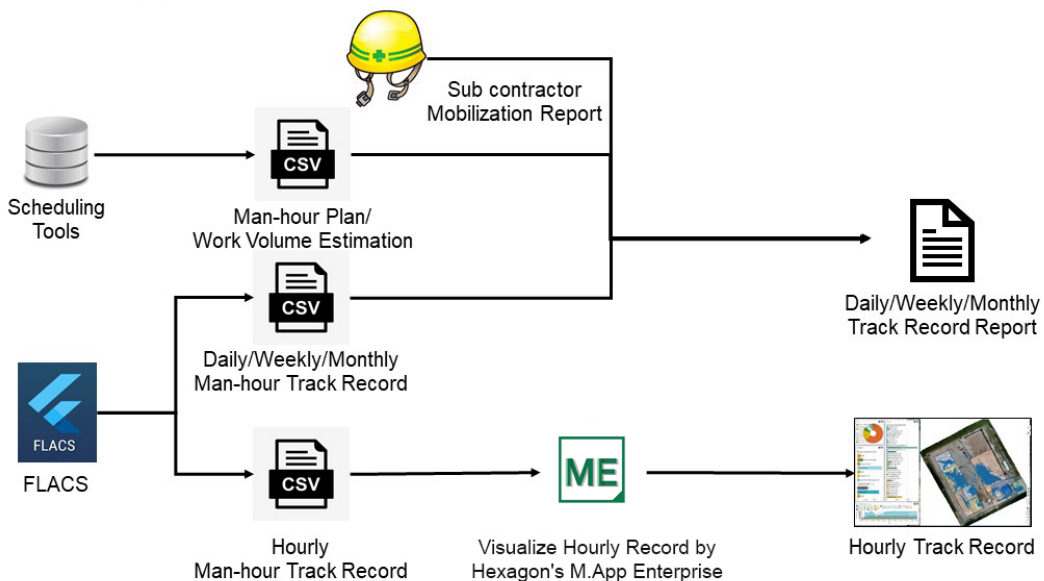 Sub contractor
Mobilization Report
CSV
Scheduling
Tools
Man-hour Plan/
Work Volume Estimation
CSV
Daily/Weekly/Monthly
Track Record Report
Daily/Weekly/Monthly
Man-hour Track Record
FLACS
FLACS
CSV
ME
Hourly
Man-hour Track Record
Visualize Hourly Record by
Hexagon's M.App Enterprise
Hourly Track Record